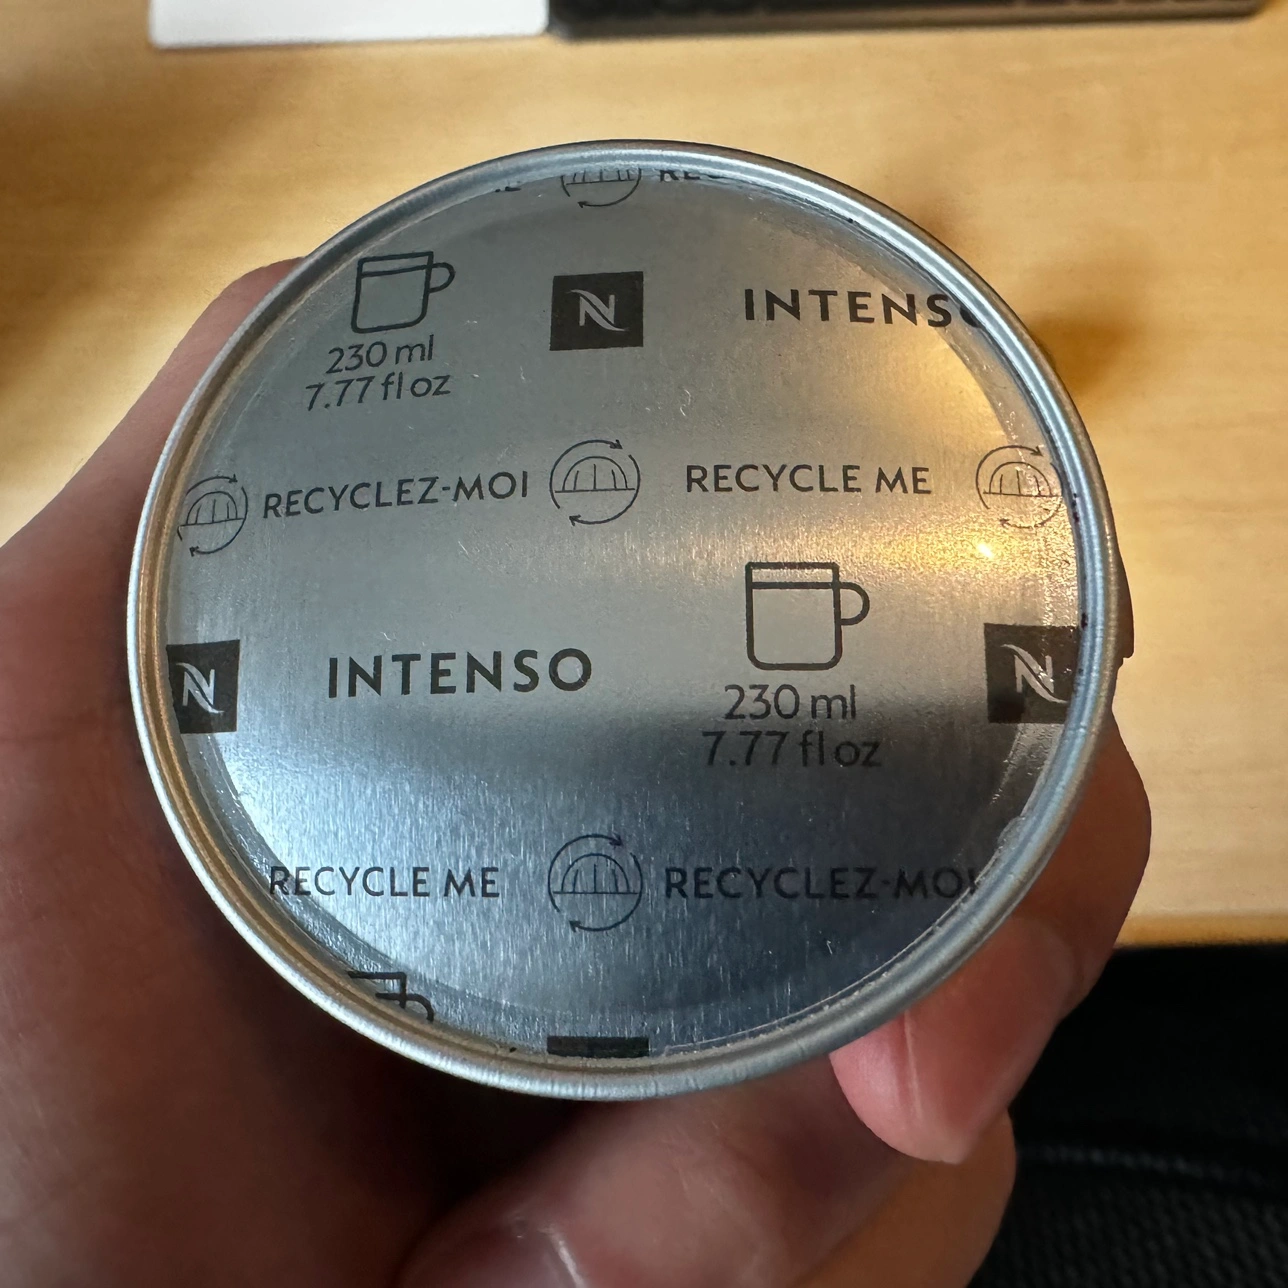 N INTENSO
230 ml
7.77 fl oz
RECYCLEZ-MOI RECYCLE ME
N INTENSO N
230 ml
7.77 fl oz
RECYCLE ME RECYCLEZ-MOI